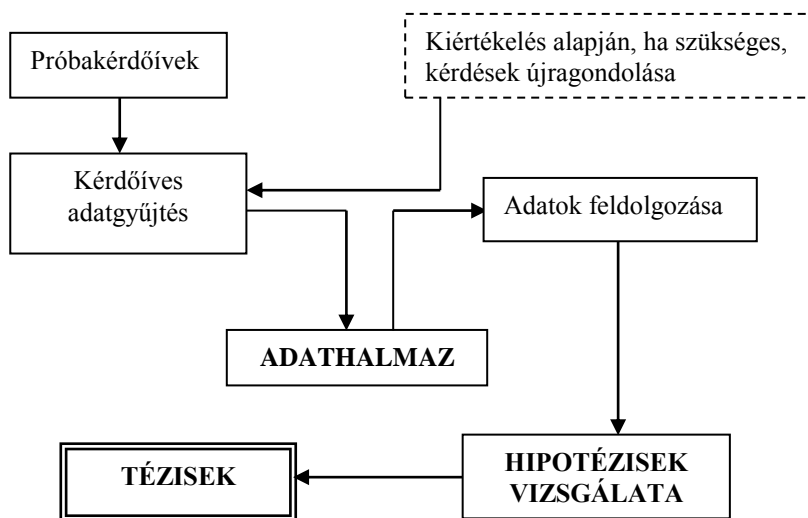 Próbakérdőívek
Kiértékelés alapján, ha szükséges,
kérdések újragondolása
Kérdőíves
adatgyűjtés
Adatok feldolgozása
ADATHALMAZ
TÉZISEK
HIPOTÉZISEK
VIZSGÁLATA